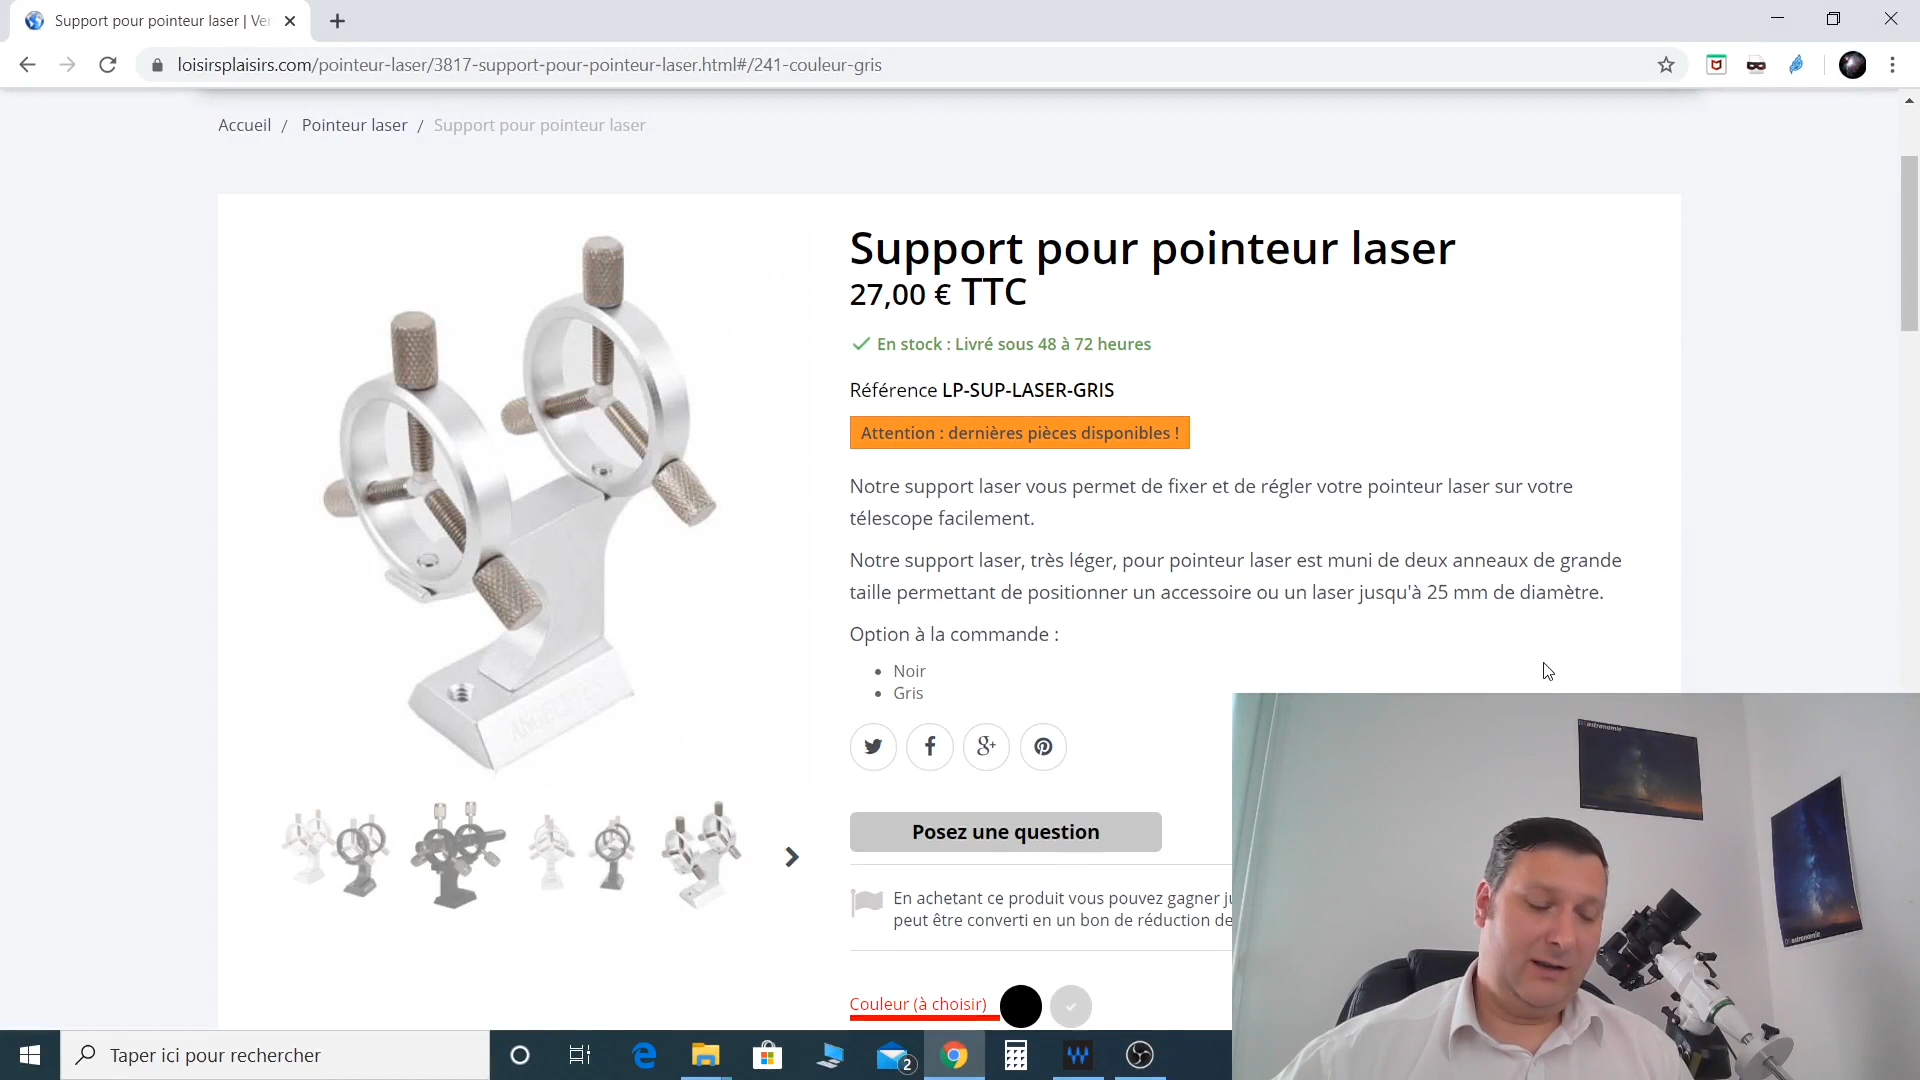 Support pour pointeur laser | Ver
loisirsplaisirs.com/pointeur-laser/3817-support-pour-pointeur-laser.html#/241-couleur-gris
Accueil / Pointeur laser / Support pour pointeur laser
Support pour pointeur laser
27,00 € TTC
En stock : Livré sous 48 à 72 heures
Référence LP-SUP-LASER-GRIS
Attention : dernières pièces disponibles !
Notre support laser vous permet de fixer et de régler votre pointeur laser sur votre
télescope facilement.
Notre support laser, très léger, pour pointeur laser est muni de deux anneaux de grande
taille permettant de positionner un accessoire ou un laser jusqu'à 25 mm de diamètre.
Option à la commande :
Noir
Gris
Posez une question
En achetant ce produit vous pouvez gagner
peut être converti en un bon de réduction de
Couleur (à choisir)
Taper ici pour rechercher
2